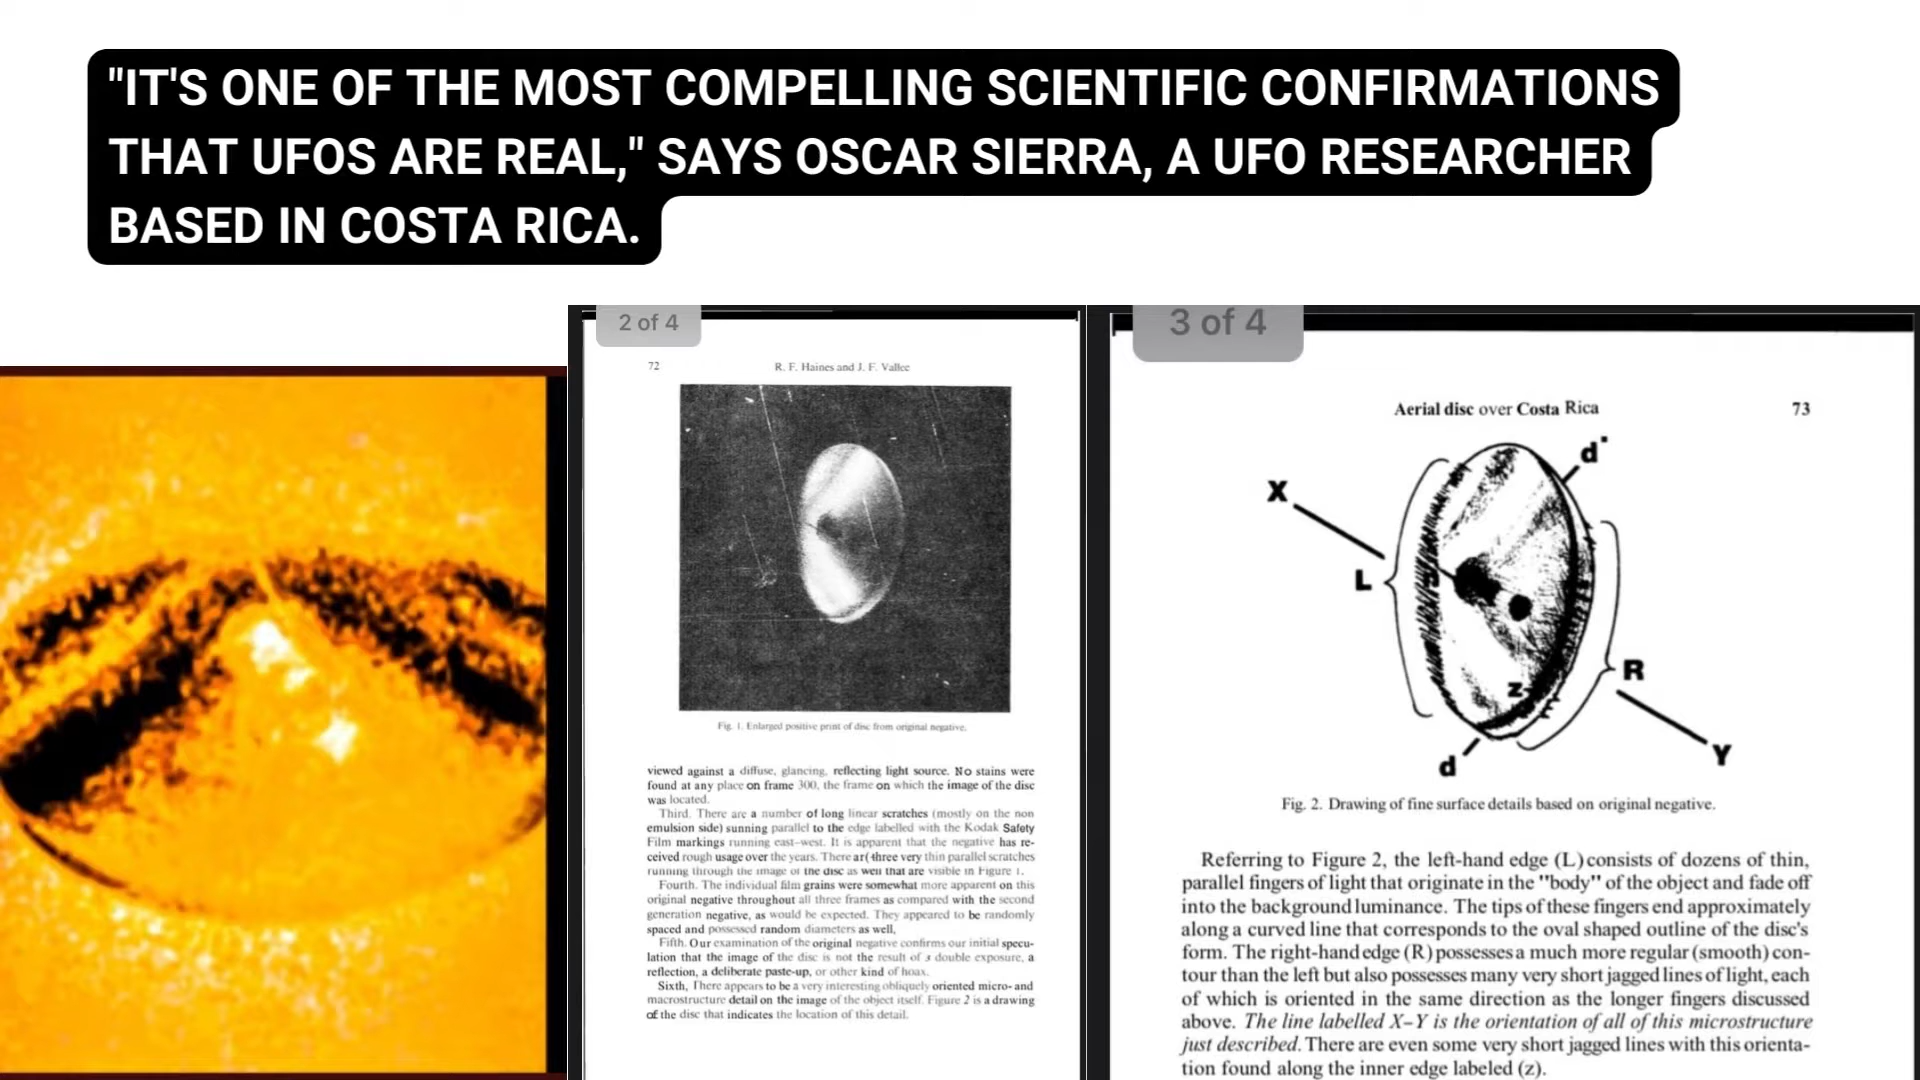 "IT'S ONE OF THE MOST COMPELLING SCIENTIFIC CONFIRMATIONS
THAT UFOS ARE REAL," SAYS OSCAR SIERRA, A UFO RESEARCHER
BASED IN COSTA RICA.
2 of 4
72
R. F. Haines and J. F. Vallee
Fig. 1. Enlarged positive print of disc from original negative.
viewed against a diffuse, glancing, reflecting light source. No stains were
found at any place on frame 300, the frame on which the image of the disc
was located.
Third. There are a number of long linear scratches (mostly on the non
emulsion side) sunning parallel to the edge labelled with the Kodak Safety
Film markings running east-west. It is apparent that the negative has re-
ceived rough usage over the years. There ar( three very thin parallel scratches
running through the image of the disc as well that are visible in Figure 1.
Fourth. The individual film grains were somewhat more apparent on this
original negative throughout all three frames as compared with the second
generation negative, as would be expected. They appeared to be randomly
spaced and possessed random diameters as well,
Fifth. Our examination of the original negative confirms our initial specu-
lation that the image of the disc is not the result of a double exposure, a
reflection, a deliberate paste-up, or other kind of hoax.
Sixth, There appears to be a very interesting obliquely oriented micro- and
macrostructure detail on the image of the object itself. Figure 2 is a drawing
of the disc that indicates the location of this detail.
3 of 4
Aerial disc over Costa Rica
73
d'
X
L
R
z
Y
d
Fig. 2. Drawing of fine surface details based on original negative.
Referring to Figure 2, the left-hand edge (L) consists of dozens of thin,
parallel fingers of light that originate in the "body" of the object and fade off
into the background luminance. The tips of these fingers end approximately
along a curved line that corresponds to the oval shaped outline of the disc's
form. The right-hand edge (R) possesses a much more regular (smooth) con-
tour than the left but also possesses many very short jagged lines of light, each
of which is oriented in the same direction as the longer fingers discussed
above. The line labelled X–Y is the orientation of all of this microstructure
just described. There are even some very short jagged lines with this orienta-
tion found along the inner edge labeled (z).